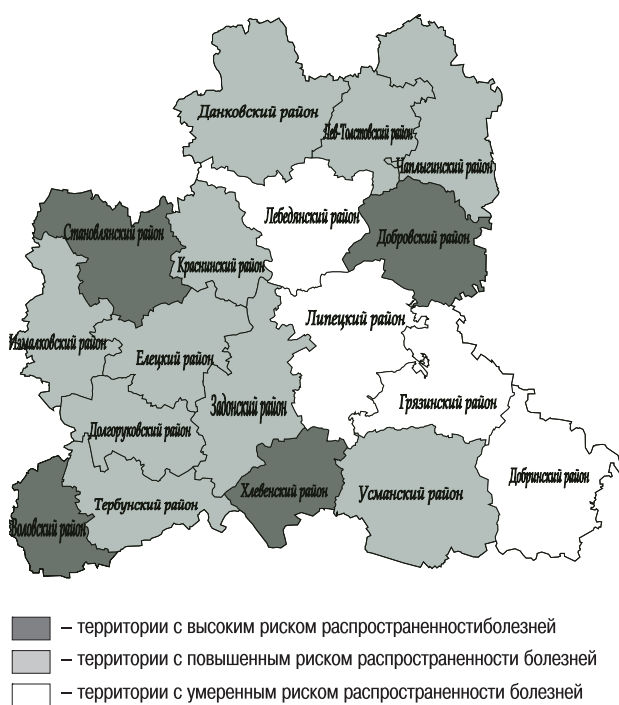 Данковский район
Лев-Толстовский район
Чаплыгинский район
Лебедянский район
Становлянский район
Добровский район
Краснинский район
Липецкий район
Измалковский район
Елецкий район
Задонский район
Грязинский район
Долгоруковский район
Добринский район
Хлевенский район
Усманский район
Тербунский район
Воловский район
– территории с высоким риском распространенностиболезней
– территории с повышенным риском распространенности болезней
– территории с умеренным риском распространенности болезней